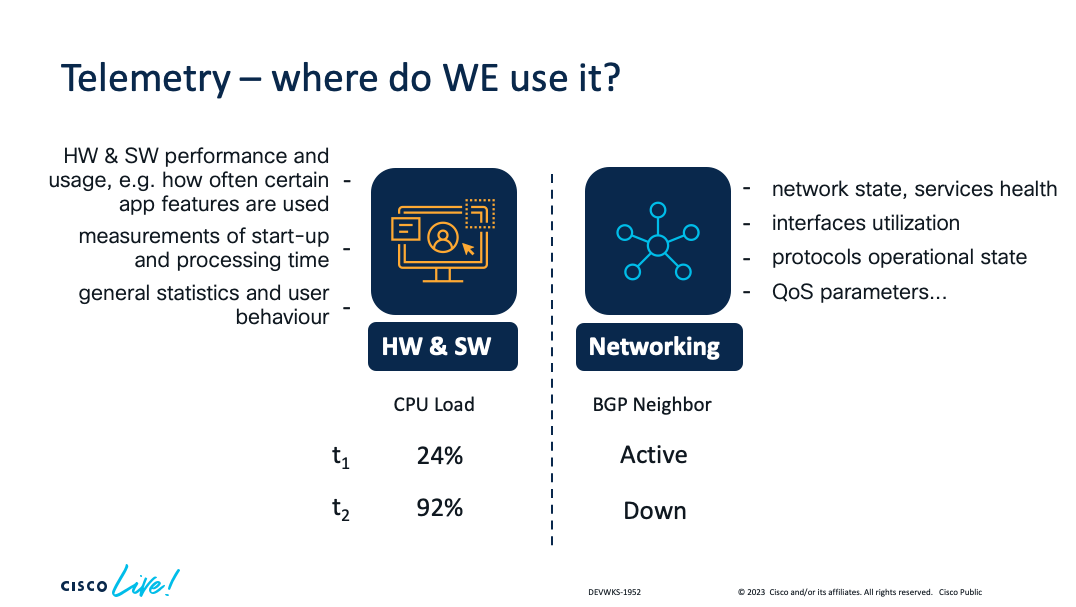 Telemetry – where do WE use it?
HW & SW performance and
usage, e.g. how often certain -
app features are used
measurements of start-up
and processing time -
general statistics and user
behaviour -
HW & SW
CPU Load
t1 24%
t2 92%
- network state, services health
- interfaces utilization
- protocols operational state
- QoS parameters...
Networking
BGP Neighbor
Active
Down
CISCO Live!
DEVWKS-1952
© 2023 Cisco and/or its affiliates. All rights reserved. Cisco Public